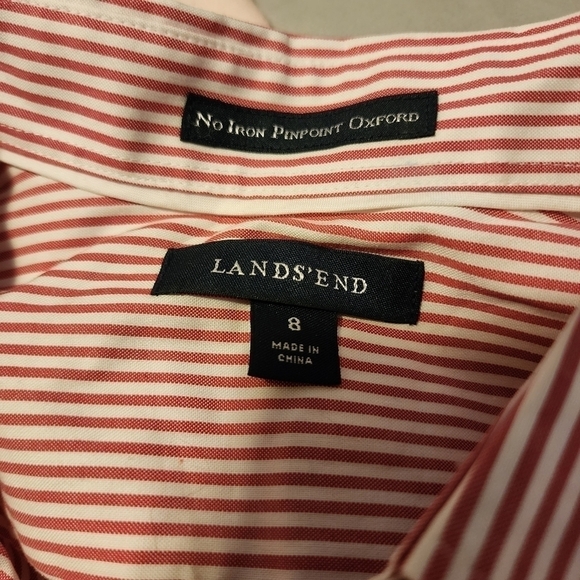 No Iron Pinpoint Oxford
LANDS'END
8
MADE IN
CHINA